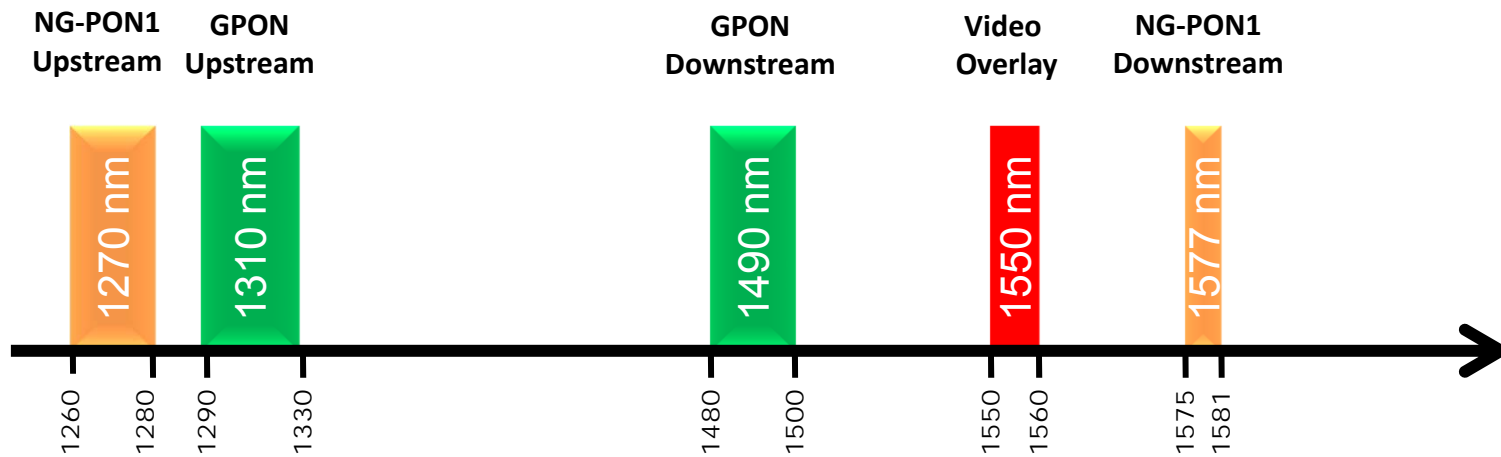 NG-PON1
Upstream
GPON
Upstream
GPON
Downstream
Video
Overlay
NG-PON1
Downstream
1270 nm
1310 nm
1490 nm
1550 nm
1577 nm
1260
1280
1290
1330
1480
1500
1550
1560
1575
1581